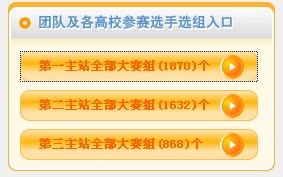 团队及各高校参赛选手选组入口
第一主站全部大赛组(1870)个
第二主站全部大赛组(1632)个
第三主站全部大赛组(868)个